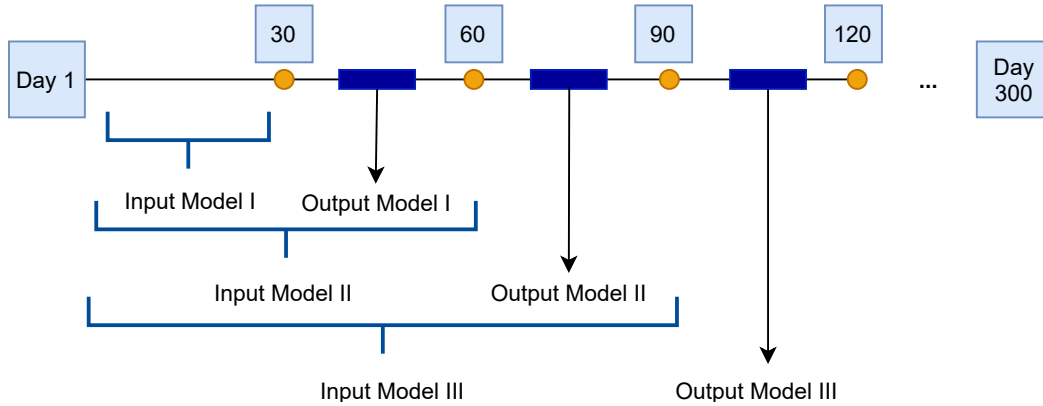 Day 1
30
60
90
120
...
Day
300
Input Model I
Output Model I
Input Model II
Output Model II
Input Model III
Output Model III